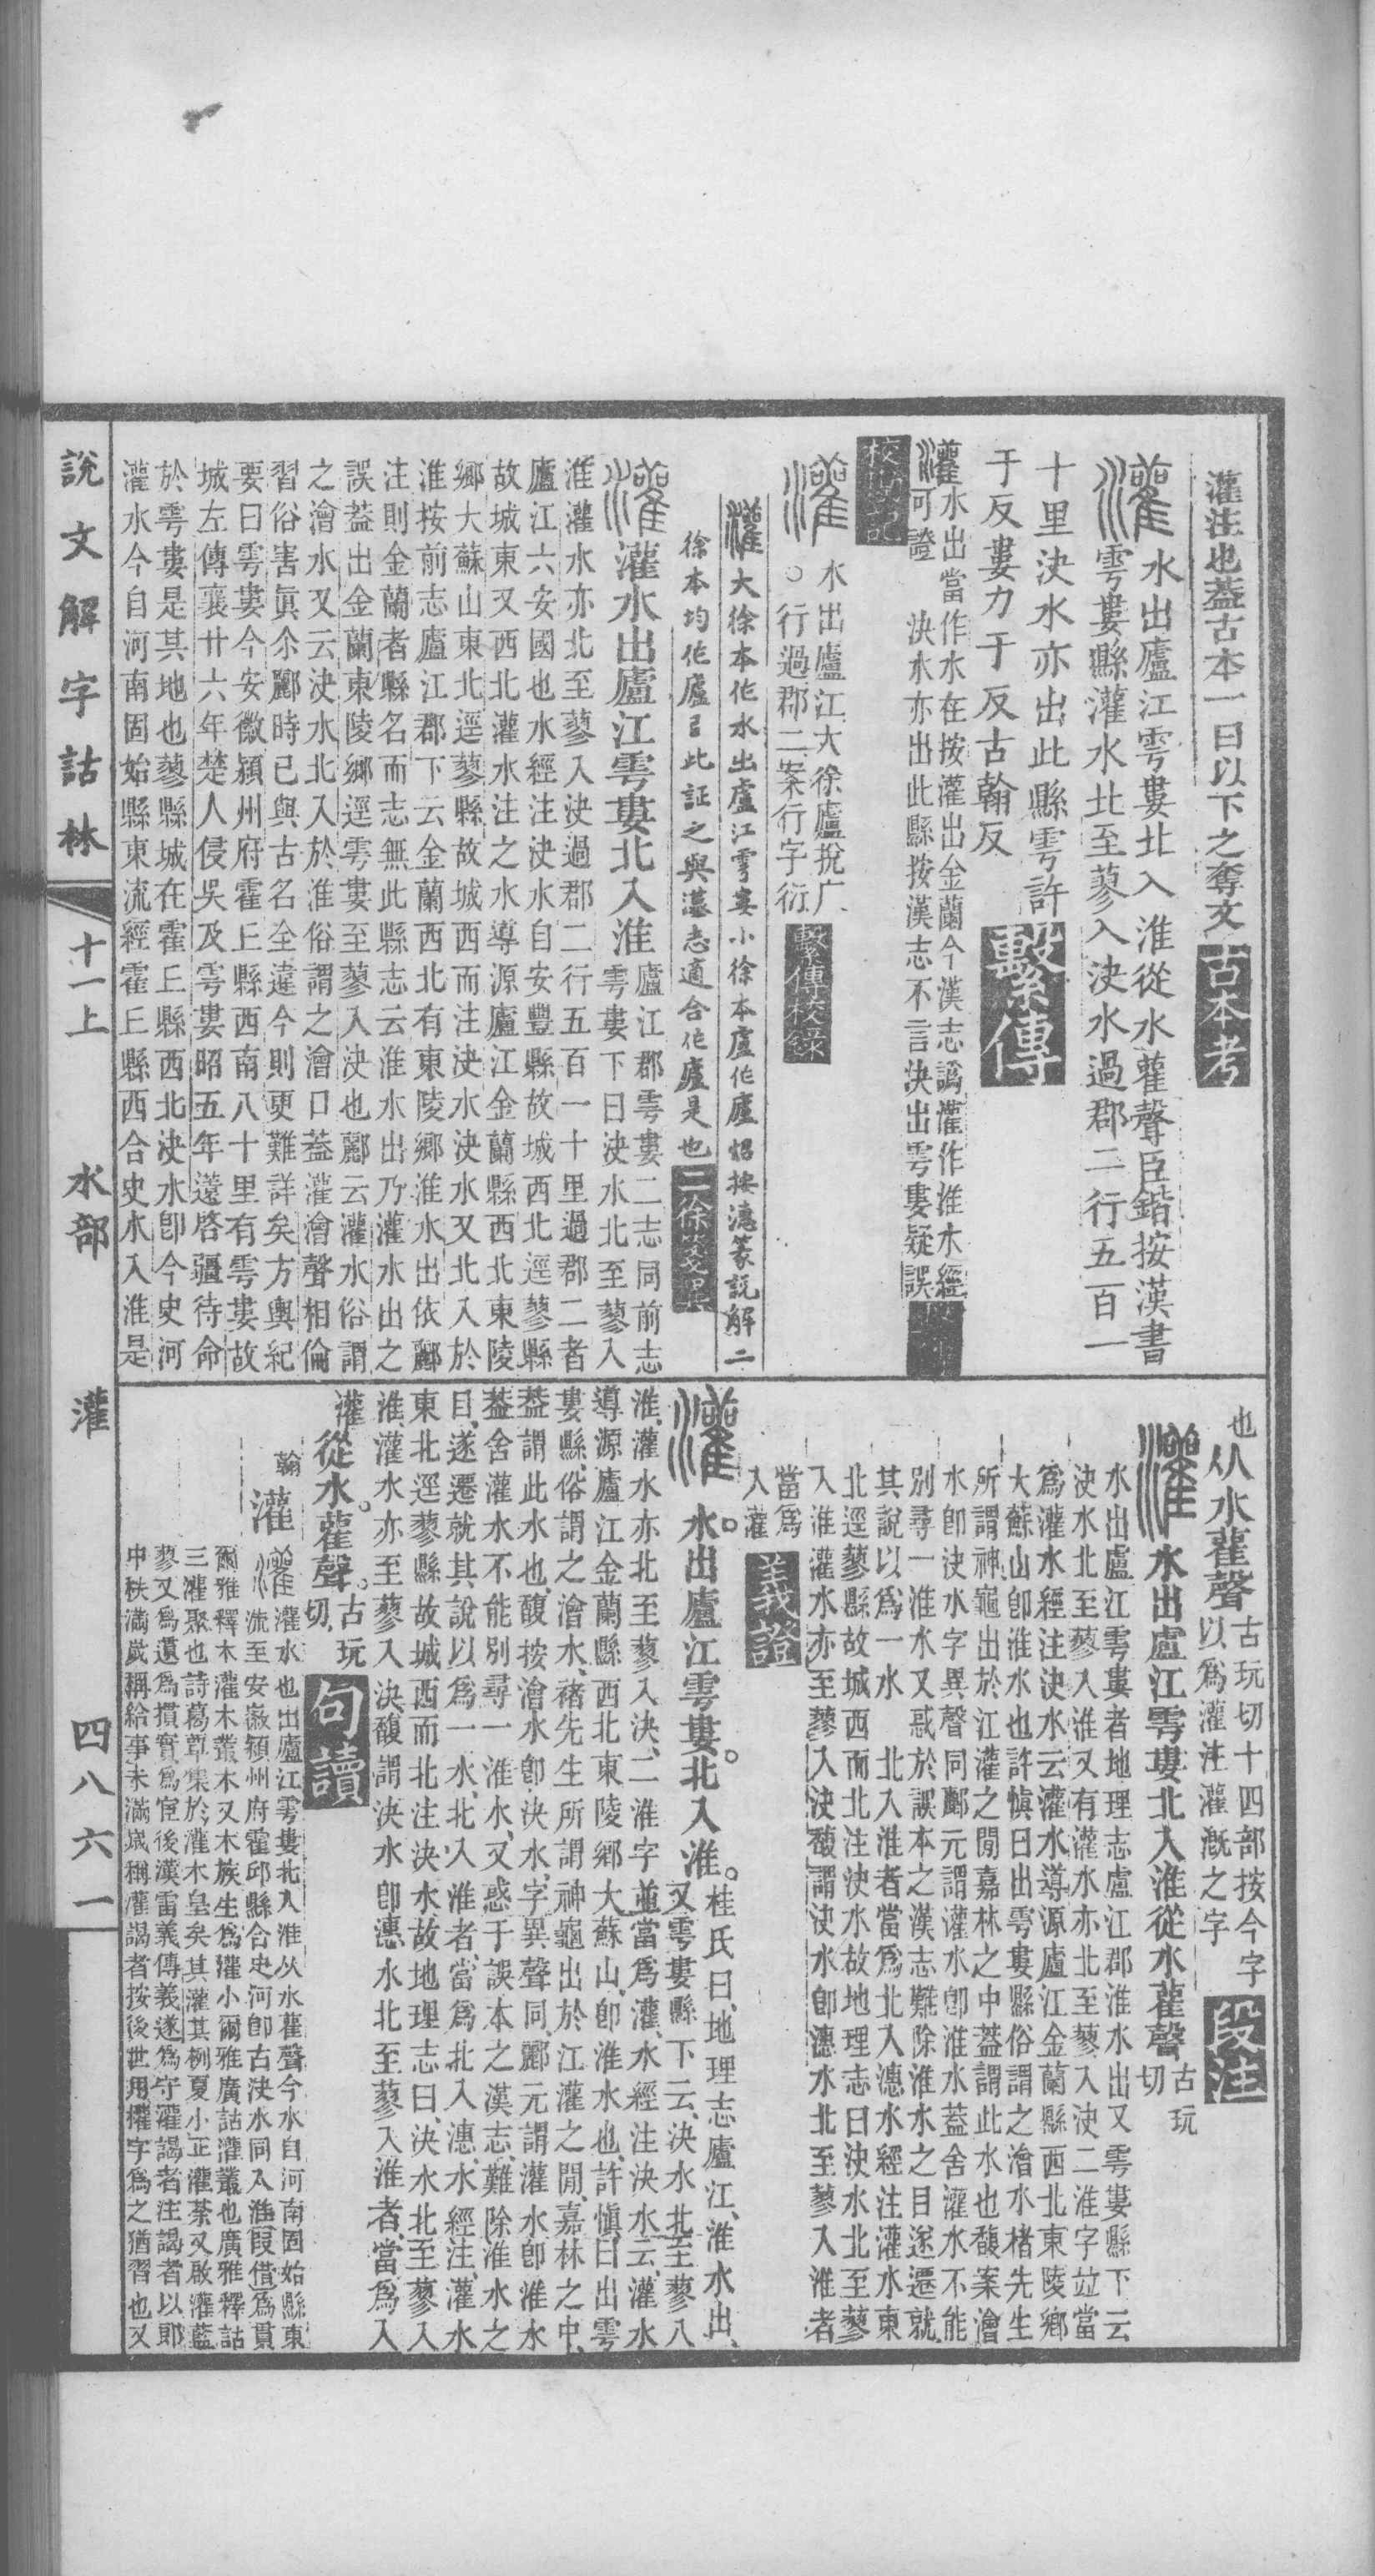 灌注也葢古本一曰以下之奪文古本考
水出廬江雩婁北入淮從水雚聲臣鍇按漢書
雩婁縣灌水北至蓼入決水過郡二行五百一
十里決水亦出此縣雩許
于反婁力于反古翰反繫傳
灌水出當作水在按灌出金蘭今漢志譌灌作淮水經
可證 決水亦出此縣按漢志不言決出雩婁疑誤
校勘記
水出廬江大徐廬挩广
○行過郡二案行字衍繫傳校錄
大徐本作水出盧江雩婁小徐本盧作廬炤按漶篆說解二
徐本均作廬㠯此証之與漢志適合作廬是也二徐箋異
灌水出廬江雩婁北入淮
廬江郡雩婁二志同前志
雩婁下曰決水北至蓼入
淮灌水亦北至蓼入決過郡二行五百一十里過郡二者
廬江六安國也水經注決水自安豐縣故城西北逕蓼縣
故城東又西北灌水注之水導源廬江金蘭縣西北東陵
鄉大蘇山東北逕蓼縣故城西而注決水決水又北入於
淮按前志廬江郡下云金蘭西北有東陵鄉淮水出依酈
注則金蘭者縣名而志無此縣志云淮水出乃灌水出之
誤葢出金蘭東陵鄉逕雩婁至蓼入決也酈云灌水俗謂
之澮水又云決水北入於淮俗謂之澮口葢灌澮聲相倫
習俗害眞尒酈時已與古名全違今則更難詳矣方輿紀
要曰雩婁今安徽潁州府霍丘縣西南八十里有雩婁故
城左傳襄廿六年楚人侵吳及雩婁昭五年薳啓疆待命
於雩婁是其地也蓼縣城在霍丘縣西北決水卽今史河
灌水今自河南固始縣東流經霍丘縣西合史水入淮是
也从水雚聲
古玩切十四部按今字
以爲灌注灌漑之字段注
水出盧江雩婁北入淮從水雚聲古玩
切
水出盧江雩婁者地理志盧江郡淮水出又雩婁縣下云
決水北至蓼入淮又有灌水亦北至蓼入決二淮字竝當
爲灌水經注決水云灌水導源廬江金蘭縣西北東陵鄉
大蘇山卽淮水也許愼曰出雩婁縣俗謂之澮水褚先生
所謂神龜出於江灌之閒嘉林之中葢謂此水也馥案澮
水卽決水字異聲同酈元謂灌水卽淮水葢舍灌水不能
別尋一淮水又惑於誤本之漢志難除淮水之目遂遷就
其說以爲一水 北入淮者當爲北入漶水經注灌水東
北逕蓼縣故城西而北注決水故地理志曰決水北至蓼
入淮灌水亦至蓼入決馥謂決水卽漶水北至蓼入淮者
當爲
入灌義證
水。出廬江雩婁。北入淮。
桂氏曰、地理志廬江、淮水出、
又雩婁縣下云、決水北至蓼入
淮、灌水亦北至蓼入決、二淮字並當爲灌、水經注決水云、灌水
導源廬江金蘭縣西北東陵鄉大蘇山、卽淮水也、許愼曰出雩
婁縣、俗謂之澮水、褚先生所謂神龜出於江灌之閒、嘉林之中、
葢謂此水也、馥按澮水卽決水、字異聲同、酈元謂灌水卽淮水
葢舍灌水不能別尋一淮水、又惑于誤本之漢志、難除淮水之
目、遂遷就其說以爲一水、北入淮者、當爲北入漶、水經注、灌水
東北逕蓼縣故城西而北注決水、故地理志曰、決水北至蓼入
淮、灌水亦至蓼入決、馥謂決水卽漶水北至蓼入淮者、當爲入
灌
從水。雚聲。古玩
切、句讀
灌翰
灌水也出廬江雩婁北入淮从水雚聲今水自河南固始縣東
流至安徽潁州府霍邱縣合史河卽古決水同入淮叚借爲貫
爾雅釋木灌木叢木又木族生爲灌小爾雅廣詁灌叢也廣雅釋詁
三灌聚也詩葛覃集於灌木皇矣其灌其栵夏小正灌荼又啟灌藍
蓼又爲遺爲摜實爲宦後漢雷義傳義遂爲守灌謁者注謁者以郎
中秩滿歲稱給事未滿歲稱灌謁者按後世用擢字爲之猶習也又
說文解字詁林
十一上 水部 灌 四八六一